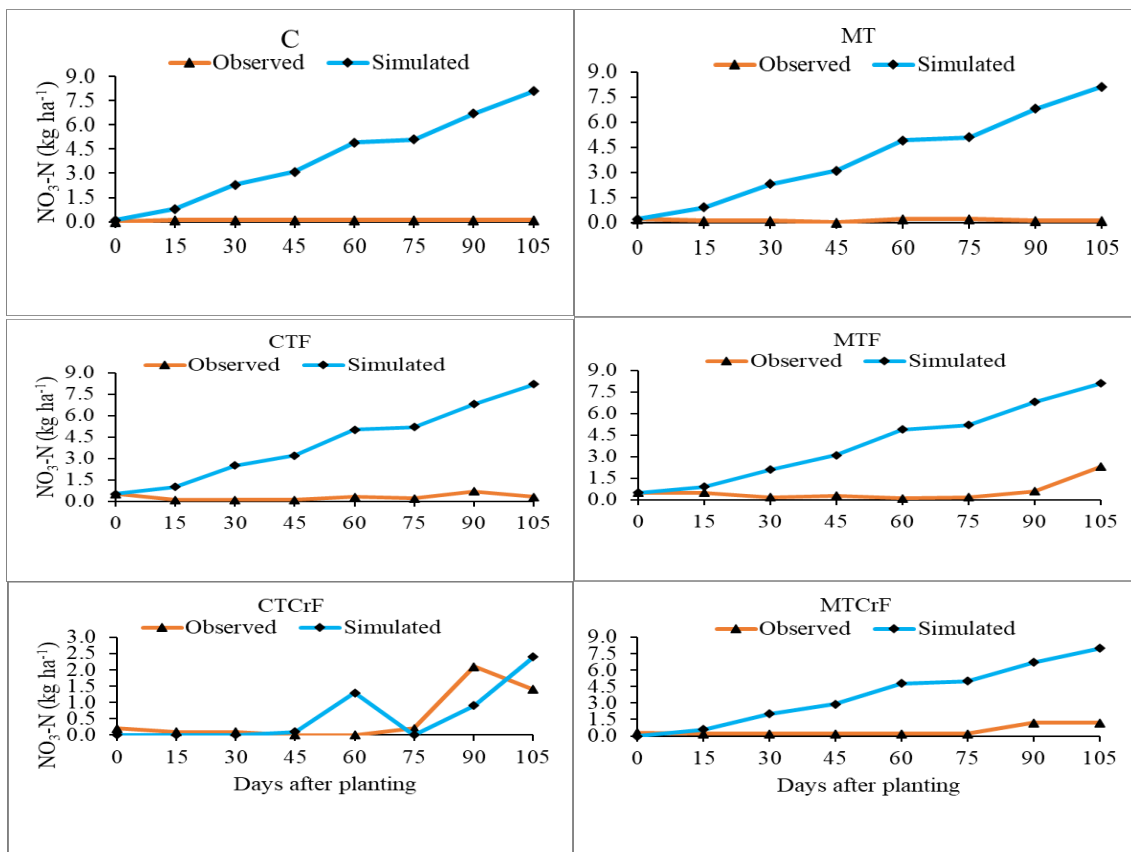 C
Observed Simulated
NO₃-N (kg ha⁻¹)
9.0
7.5
6.0
4.5
3.0
1.5
0.0
0 15 30 45 60 75 90 105
MT
Observed Simulated
9.0
7.5
6.0
4.5
3.0
1.5
0.0
0 15 30 45 60 75 90 105
CTF
Observed Simulated
NO₃-N (kg ha⁻¹)
9.0
7.5
6.0
4.5
3.0
1.5
0.0
0 15 30 45 60 75 90 105
MTF
Observed Simulated
9.0
7.5
6.0
4.5
3.0
1.5
0.0
0 15 30 45 60 75 90 105
CTCrF
Observed Simulated
NO₃-N (kg ha⁻¹)
3.0
2.5
2.0
1.5
1.0
0.5
0.0
0 15 30 45 60 75 90 105
Days after planting
MTCrF
Observed Simulated
9.0
7.5
6.0
4.5
3.0
1.5
0.0
0 15 30 45 60 75 90 105
Days after planting